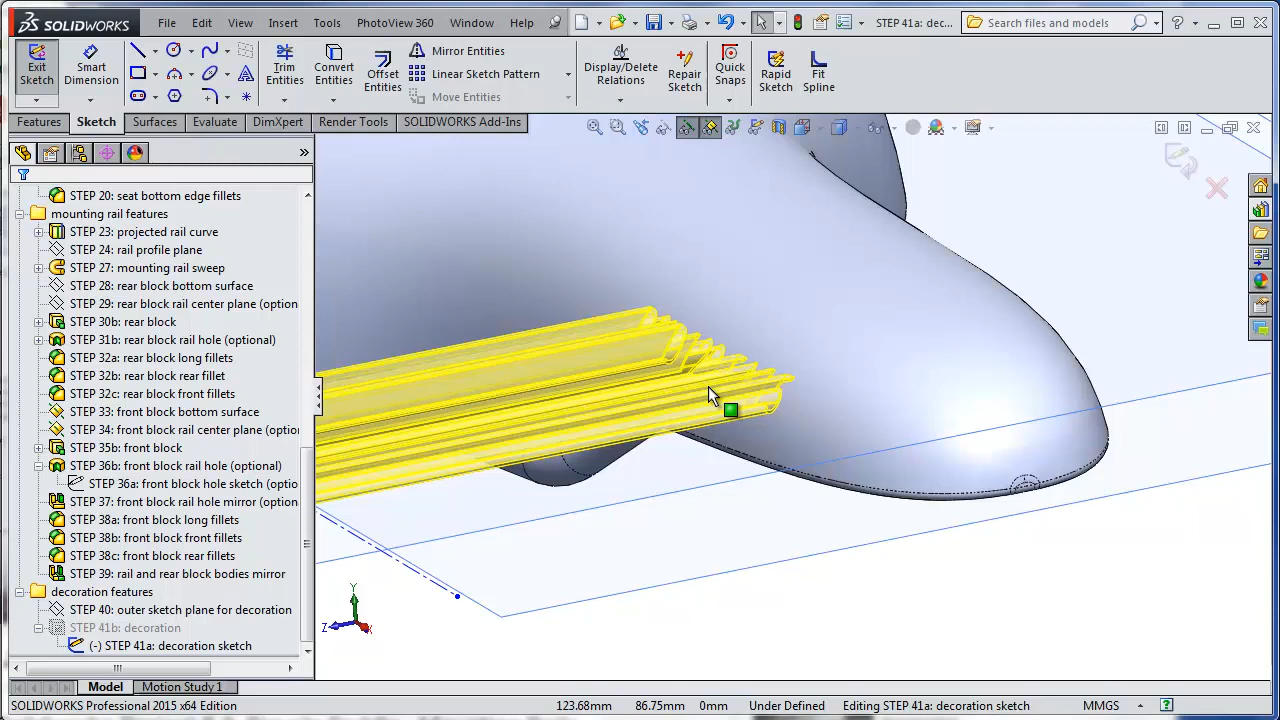 SOLIDWORKS File Edit View Insert Tools PhotoView 360 Window Help STEP 41a: dec... Search files and models
Exit Sketch
Smart Dimension
Trim Entities
Convert Entities
Offset Entities
Mirror Entities
Linear Sketch Pattern
Move Entities
Display/Delete Relations
Repair Sketch
Quick Snaps
Rapid Sketch
Fit Spline
Features Sketch Surfaces Evaluate DimXpert Render Tools SOLIDWORKS Add-Ins
STEP 20: seat bottom edge fillets
mounting rail features
STEP 23: projected rail curve
STEP 24: rail profile plane
STEP 27: mounting rail sweep
STEP 28: rear block bottom surface
STEP 29: rear block rail center plane (option
STEP 30b: rear block
STEP 31b: rear block rail hole (optional)
STEP 32a: rear block long fillets
STEP 32b: rear block rear fillet
STEP 32c: rear block front fillets
STEP 33: front block bottom surface
STEP 34: front block rail center plane (option
STEP 35b: front block
STEP 36b: front block rail hole (optional)
STEP 36a: front block hole sketch (optio
STEP 37: front block rail hole mirror (optional)
STEP 38a: front block long fillets
STEP 38b: front block front fillets
STEP 38c: front block rear fillets
STEP 39: rail and rear block bodies mirror
decoration features
STEP 40: outer sketch plane for decoration
STEP 41b: decoration
(-) STEP 41a: decoration sketch
Y
Z
X
Model Motion Study 1
SOLIDWORKS Professional 2015 x64 Edition 123.68mm 86.75mm 0mm Under Defined Editing STEP 41a: decoration sketch MMGS